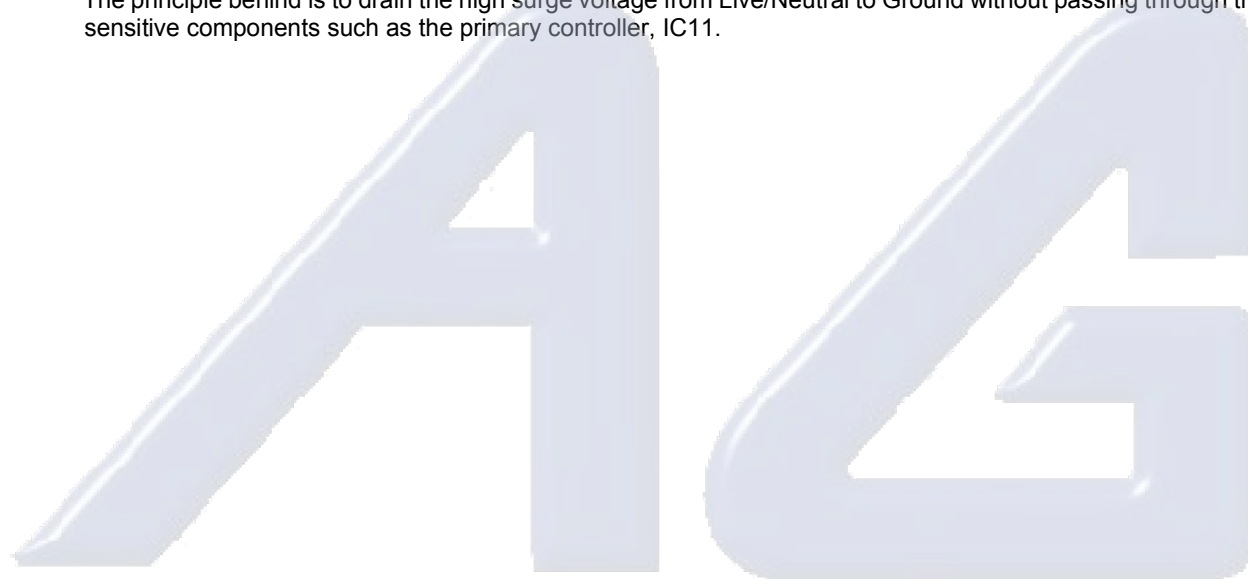 The principle behind is to drain the high surge voltage from Live/Neutral to Ground without passing through
sensitive components such as the primary controller, IC11.
AG